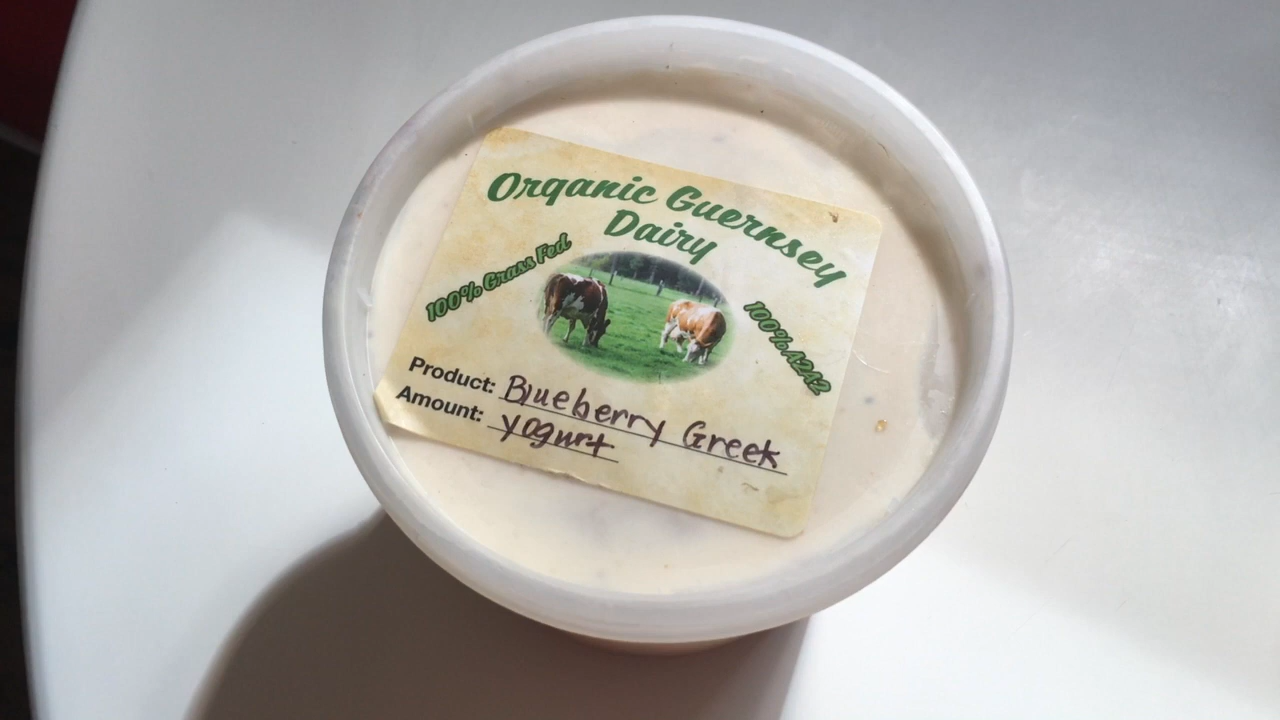 Organic Guernsey
Dairy
100% Grass Fed
100% A2A2
Product: Blueberry Greek
Amount: yogurt